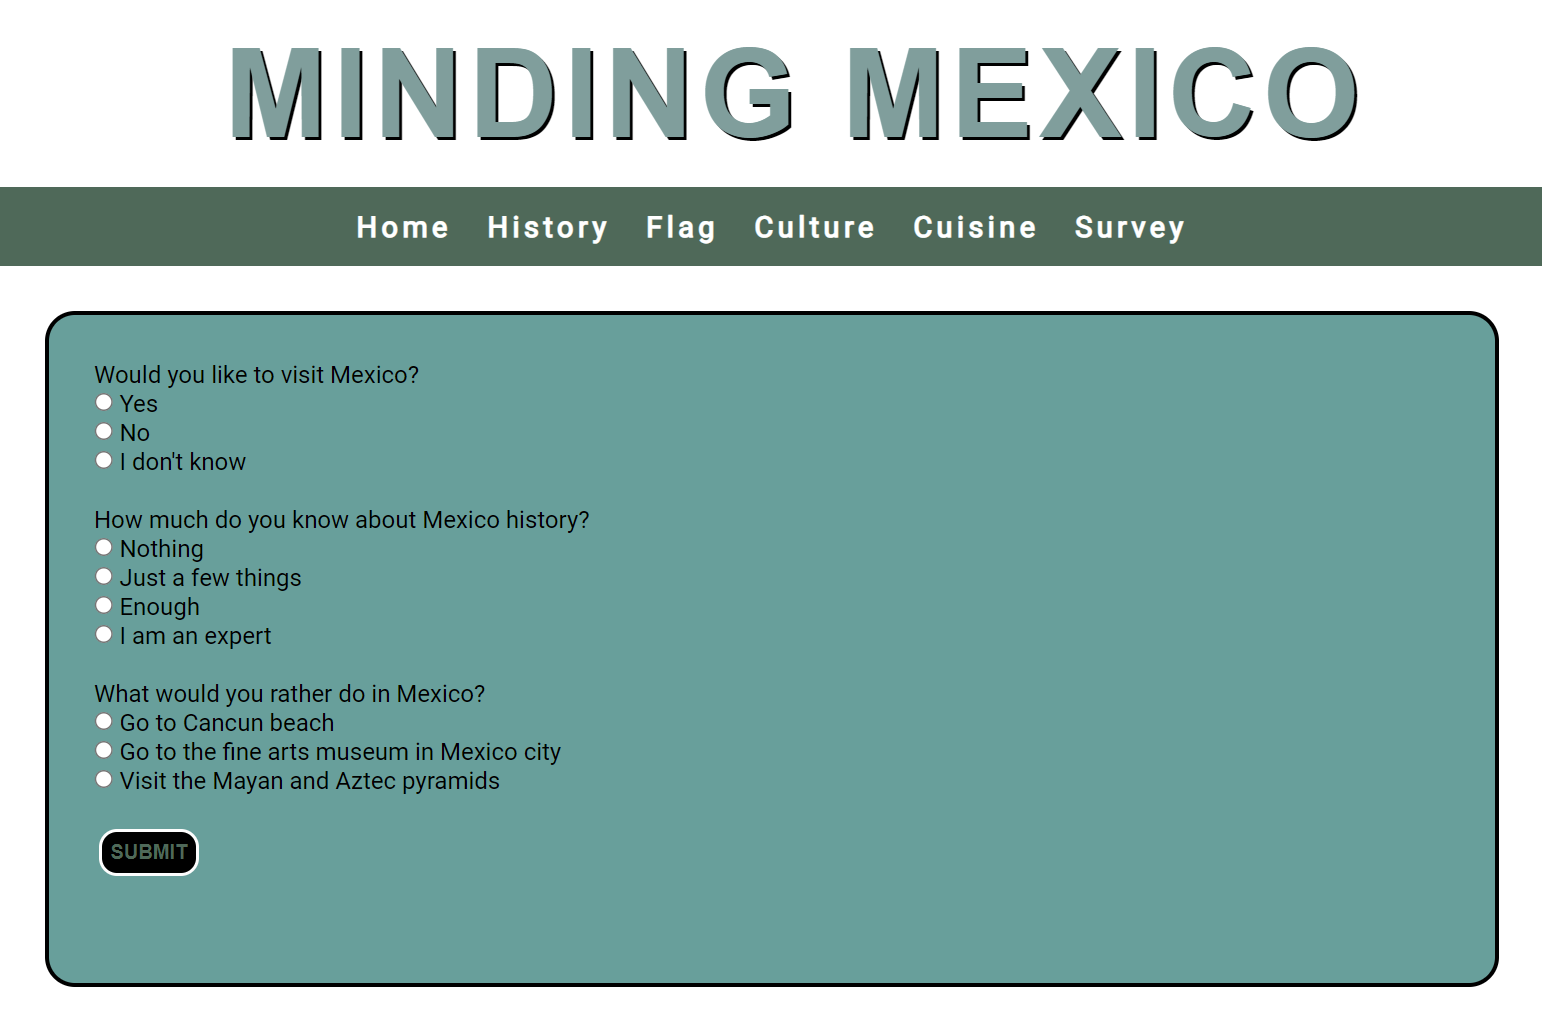 MINDING MEXICO
Home History Flag Culture Cuisine Survey
Would you like to visit Mexico?
Yes
No
I don't know
How much do you know about Mexico history?
Nothing
Just a few things
Enough
I am an expert
What would you rather do in Mexico?
Go to Cancun beach
Go to the fine arts museum in Mexico city
Visit the Mayan and Aztec pyramids
SUBMIT